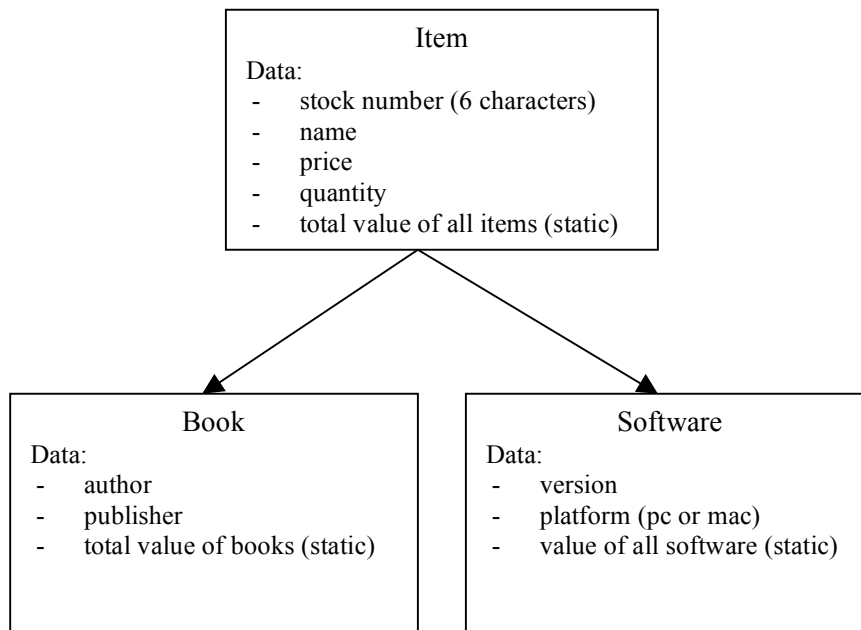 Item
Data:
- stock number (6 characters)
- name
- price
- quantity
- total value of all items (static)
Book
Data:
- author
- publisher
- total value of books (static)
Software
Data:
- version
- platform (pc or mac)
- value of all software (static)